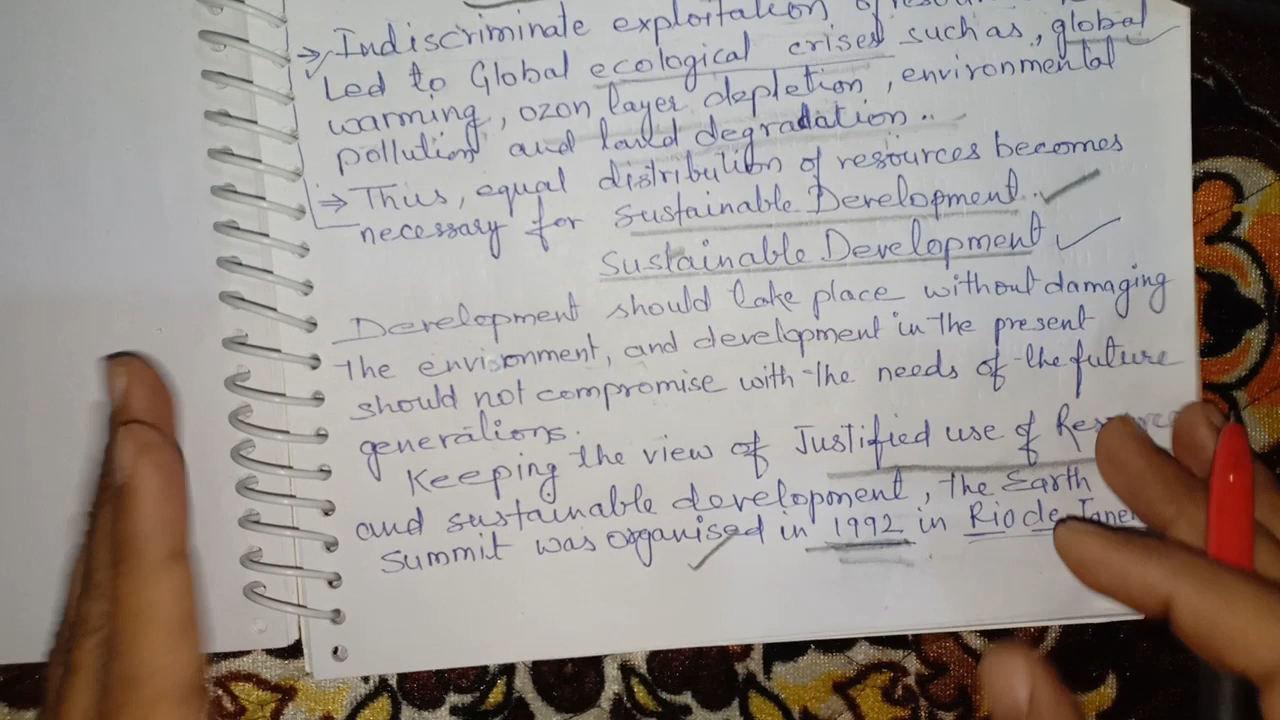 ⇒ Indiscriminate exploitation of
Led to Global ecological crises such as, global
warming, ozon layer depletion, environmental
pollution and land degradation..
⇒ Thus, equal distribution of resources becomes
necessary for sustainable Development.
Sustainable Development
Development should take place without damaging
the environment, and development in the present
should not compromise with the needs of the future
generations.
Keeping the view of Justified use of
and sustainable development, the Earth
Summit was organised in 1992 in Rio de